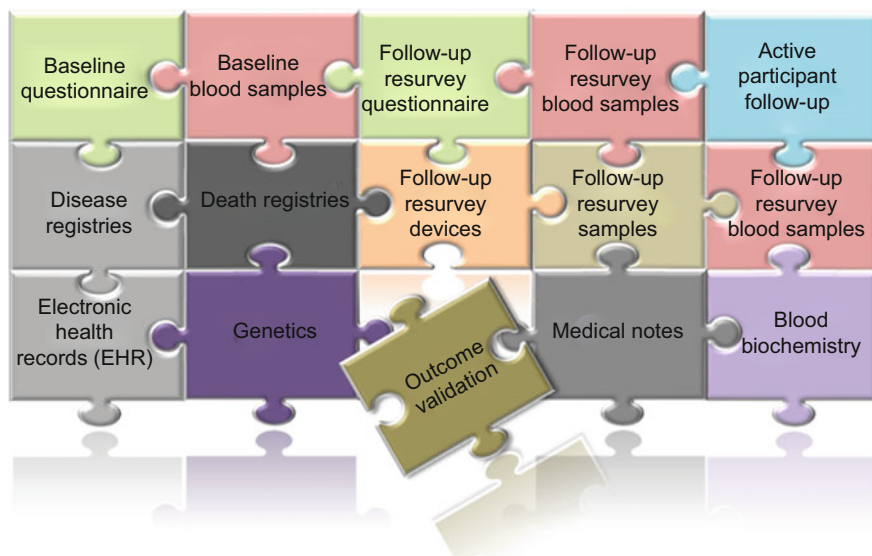 Baseline
questionnaire
Baseline
blood samples
Follow-up
resurvey
questionnaire
Follow-up
resurvey
blood samples
Active
participant
follow-up
Disease
registries
Death registries
Follow-up
resurvey
devices
Follow-up
resurvey
samples
Follow-up
resurvey
blood samples
Electronic
health
records (EHR)
Genetics
Outcome
validation
Medical notes
Blood
biochemistry